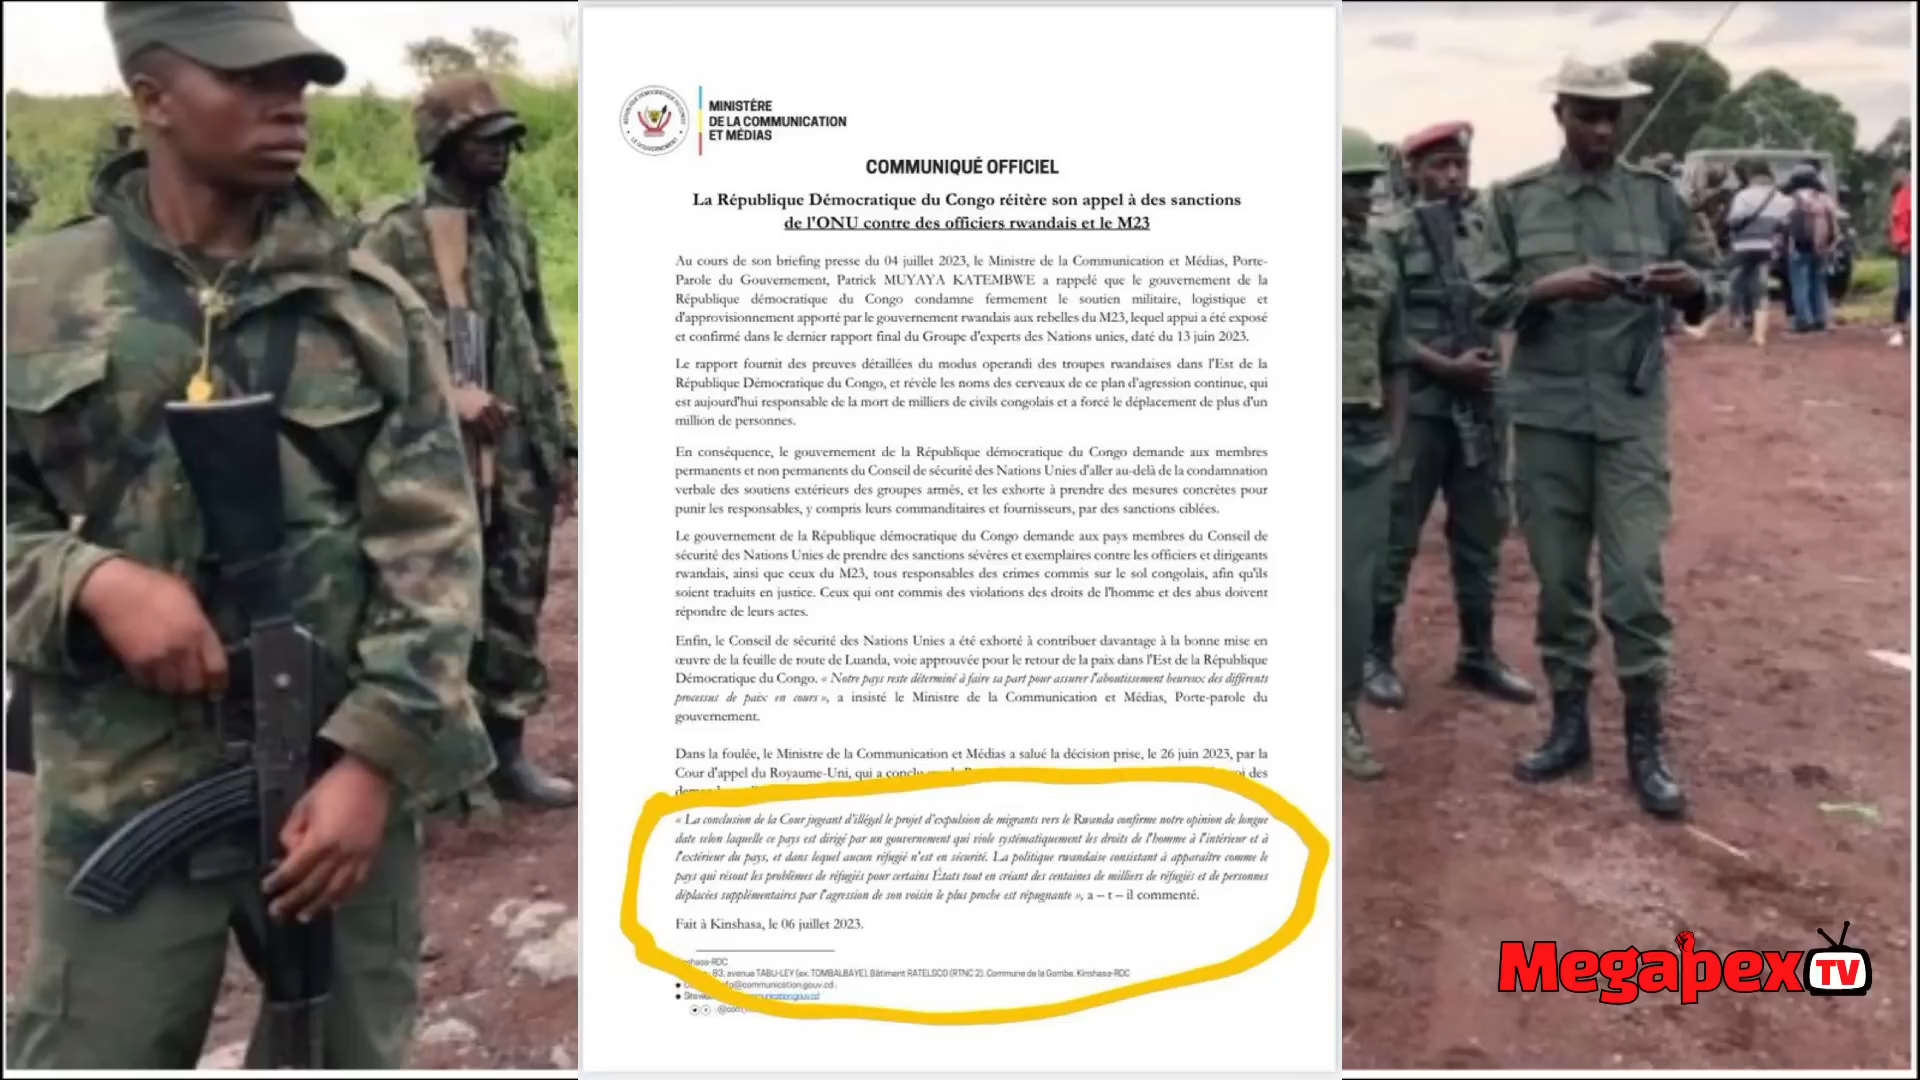 MINISTÈRE
DE LA COMMUNICATION
ET MÉDIAS
COMMUNIQUÉ OFFICIEL
La République Démocratique du Congo réitère son appel à des sanctions
de l'ONU contre des officiers rwandais et le M23
Au cours de son briefing presse du 04 juillet 2023, le Ministre de la Communication et Médias, Porte-
Parole du Gouvernement, Patrick MUYAYA KATEMBWE a rappelé que le gouvernement de la
République démocratique du Congo condamne fermement le soutien militaire, logistique et
d'approvisionnement apporté par le gouvernement rwandais aux rebelles du M23, lequel appui a été exposé
et confirmé dans le dernier rapport final du Groupe d'experts des Nations unies, daté du 13 juin 2023.
Le rapport fournit des preuves détaillées du modus operandi des troupes rwandaises dans l'Est de la
République Démocratique du Congo, et révèle les noms des cerveaux de ce plan d'agression continue, qui
est aujourd'hui responsable de la mort de milliers de civils congolais et a forcé le déplacement de plus d'un
million de personnes.
En conséquence, le gouvernement de la République démocratique du Congo demande aux membres
permanents et non permanents du Conseil de sécurité des Nations Unies d'aller au-delà de la condamnation
verbale des soutiens extérieurs des groupes armés, et les exhorte à prendre des mesures concrètes pour
punir les responsables, y compris leurs commanditaires et fournisseurs, par des sanctions ciblées.
Le gouvernement de la République démocratique du Congo demande aux pays membres du Conseil de
sécurité des Nations Unies de prendre des sanctions sévères et exemplaires contre les officiers et dirigeants
rwandais, ainsi que ceux du M23, tous responsables des crimes commis sur le sol congolais, afin qu'ils
soient traduits en justice. Ceux qui ont commis des violations des droits de l'homme et des abus doivent
répondre de leurs actes.
Enfin, le Conseil de sécurité des Nations Unies a été exhorté à contribuer davantage à la bonne mise en
œuvre de la feuille de route de Luanda, voie approuvée pour le retour de la paix dans l'Est de la République
Démocratique du Congo. « Notre pays reste déterminé à faire sa part pour assurer l'aboutissement heureux des différents
processus de paix en cours », a insisté le Ministre de la Communication et Médias, Porte-parole du
gouvernement.
Dans la foulée, le Ministre de la Communication et Médias a salué la décision prise, le 26 juin 2023, par la
Cour d'appel du Royaume-Uni, qui a conclu des
« La conclusion de la Cour jugeant d'illégal le projet d'expulsion de migrants vers le Rwanda confirme notre opinion de longue
date selon laquelle ce pays est dirigé par un gouvernement qui viole systématiquement les droits de l'homme à l'intérieur et à
l'extérieur du pays, et dans lequel aucun réfugié n'est en sécurité. La politique rwandaise consistant à apparaître comme le
pays qui résout les problèmes de réfugiés pour certains États tout en créant des centaines de milliers de réfugiés et de personnes
déplacées supplémentaires par l'agression de son voisin le plus proche est répugnante », a – t – il commenté.
Fait à Kinshasa, le 06 juillet 2023.
nshasa-RDC
83, avenue TABU-LEY (ex. TOMBALBAYE), Bâtiment RATELSCO (RTNC 2). Commune de la Gombe. Kinshasa-RDC
fo@communication.gouv.cd
Megapex TV